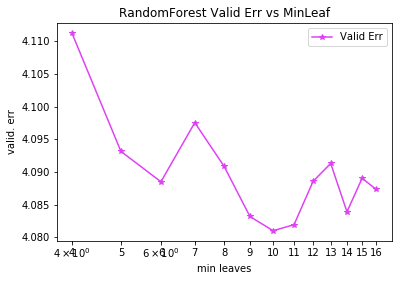 RandomForest Valid Err vs MinLeaf
Valid Err
valid. err
4.110
4.105
4.100
4.095
4.090
4.085
4.080
4 × 10⁰ 4 5 6 × 10⁰ 6 7 8 9 10 11 12 13 14 15 16
min leaves